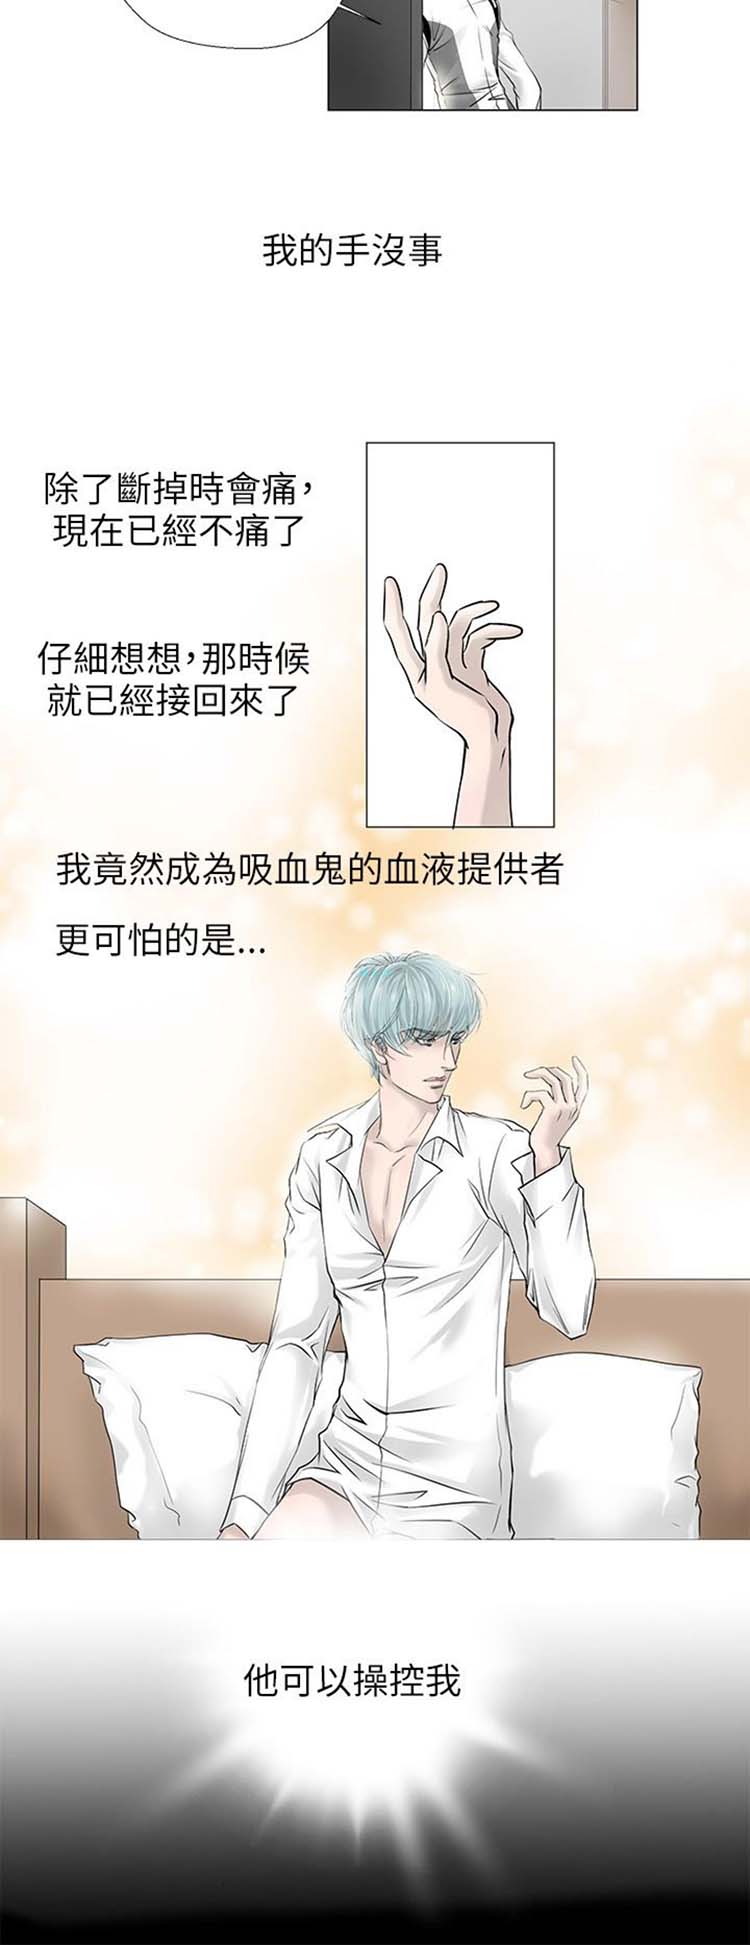 我的手沒事
除了斷掉時會痛，
現在已經不痛了
仔細想想，那時候
就已經接回來了
我竟然成為吸血鬼的血液提供者
更可怕的是…
他可以操控我